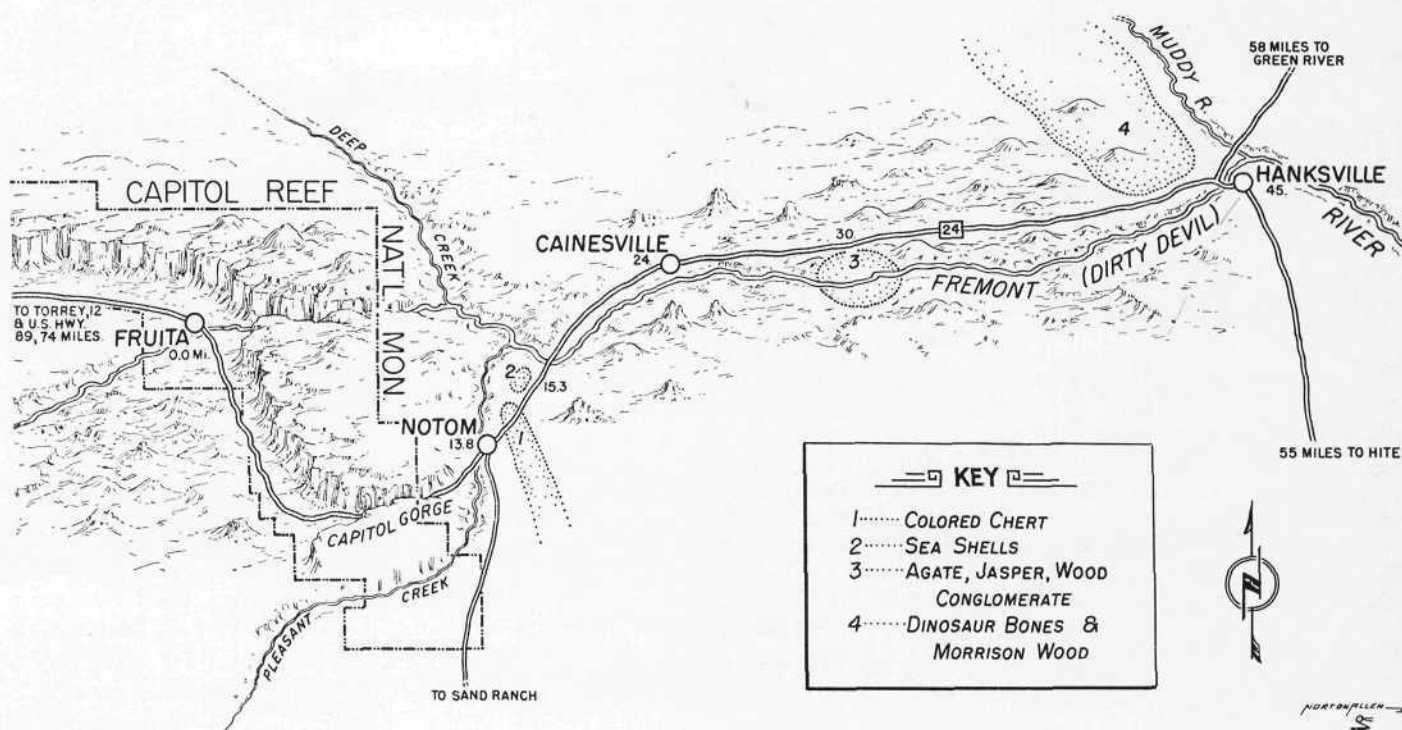 58 MILES TO
GREEN RIVER
MUDDY R.
4
DEEP
CREEK
CAPITOL REEF
NAT'L. MON.
HANKSVILLE
45.
RIVER
CAINESVILLE
24
30
24
3
FREMONT (DIRTY DEVIL)
TO TORREY, 12
& U.S. HWY.
89, 74 MILES.
FRUITA
0.0 Mi.
2
15.3
NOTOM
13.8
1
CAPITOL GORGE
PLEASANT CREEK
TO SAND RANCH
55 MILES TO HITE
KEY
1 ······· COLORED CHERT
2 ······ SEA SHELLS
3 ······ AGATE, JASPER, WOOD
CONGLOMERATE
4 ······ DINOSAUR BONES &
MORRISON WOOD
NORTON ALLEN